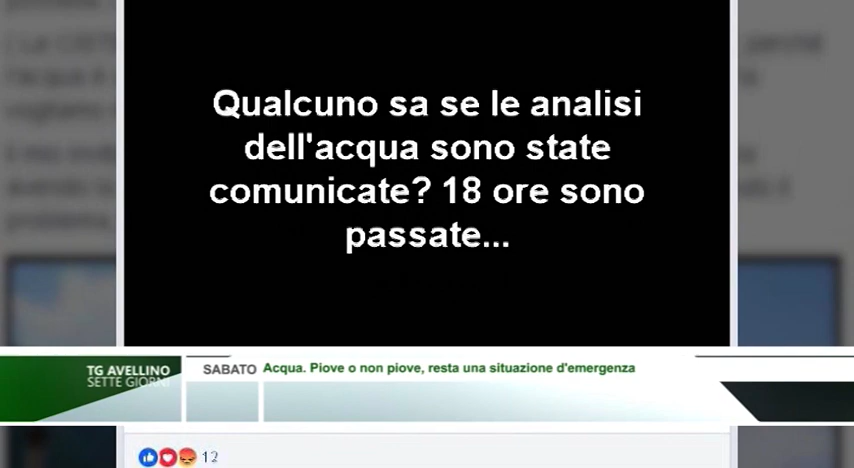 Qualcuno sa se le analisi
dell'acqua sono state
comunicate? 18 ore sono
passate...
TG AVELLINO
SETTE GIORNI
SABATO
Acqua. Piove o non piove, resta una situazione d'emergenza
12